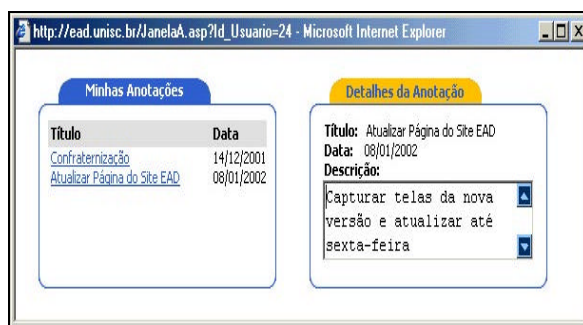 http://ead.unisc.br/JanelaA.asp?Id_Usuario=24 - Microsoft Internet Explorer
Minhas Anotações
Título Data
Confraternização 14/12/2001
Atualizar Página do Site EAD 08/01/2002
Detalhes da Anotação
Título: Atualizar Página do Site EAD
Data: 08/01/2002
Descrição:
Capturar telas da nova
versão e atualizar até
sexta-feira